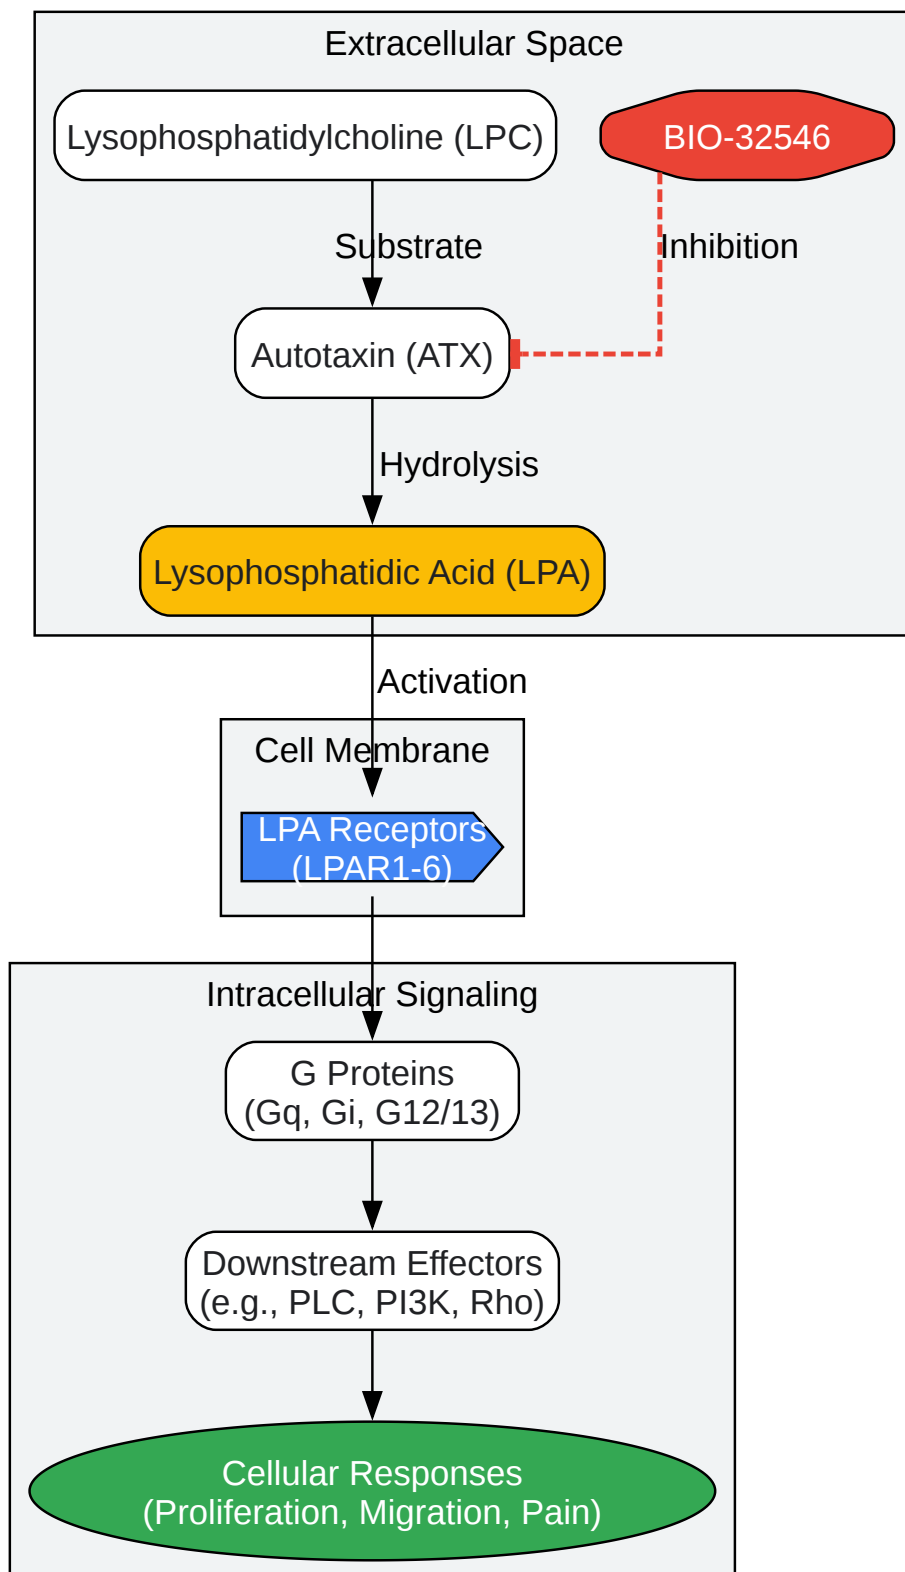 Extracellular Space
Lysophosphatidylcholine (LPC)
BIO-32546
Substrate
Inhibition
Autotaxin (ATX)
Hydrolysis
Lysophosphatidic Acid (LPA)
Activation
Cell Membrane
LPA Receptors
(LPAR1-6)
Intracellular Signaling
G Proteins
(Gq, Gi, G12/13)
Downstream Effectors
(e.g., PLC, PI3K, Rho)
Cellular Responses
(Proliferation, Migration, Pain)